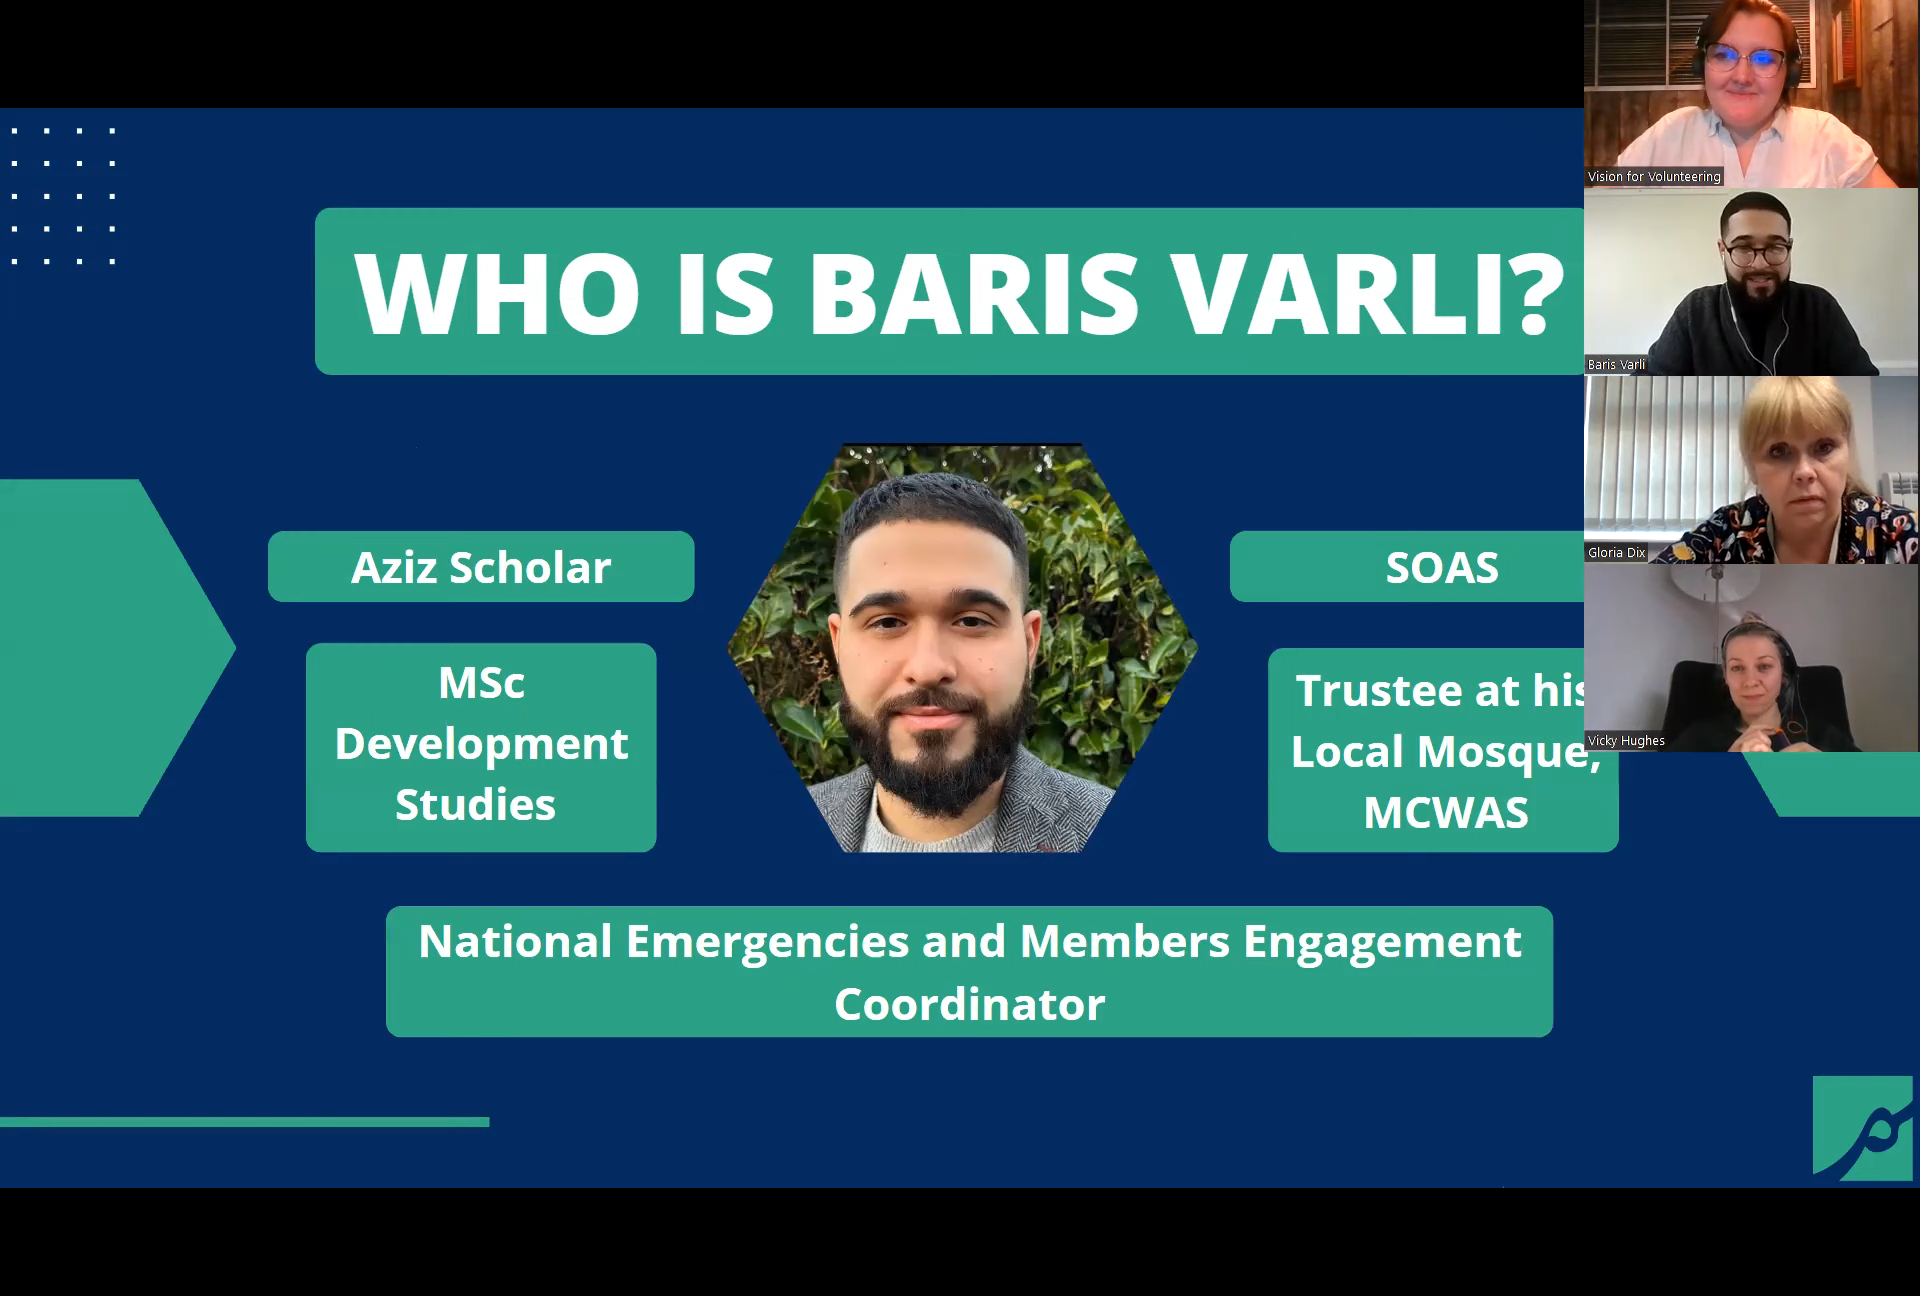 WHO IS BARIS VARLI?
Aziz Scholar
MSc
Development
Studies
SOAS
Trustee at his
Local Mosque,
MCWAS
National Emergencies and Members Engagement
Coordinator
Vision for Volunteering
Baris Varli
Gloria Dix
Vicky Hughes